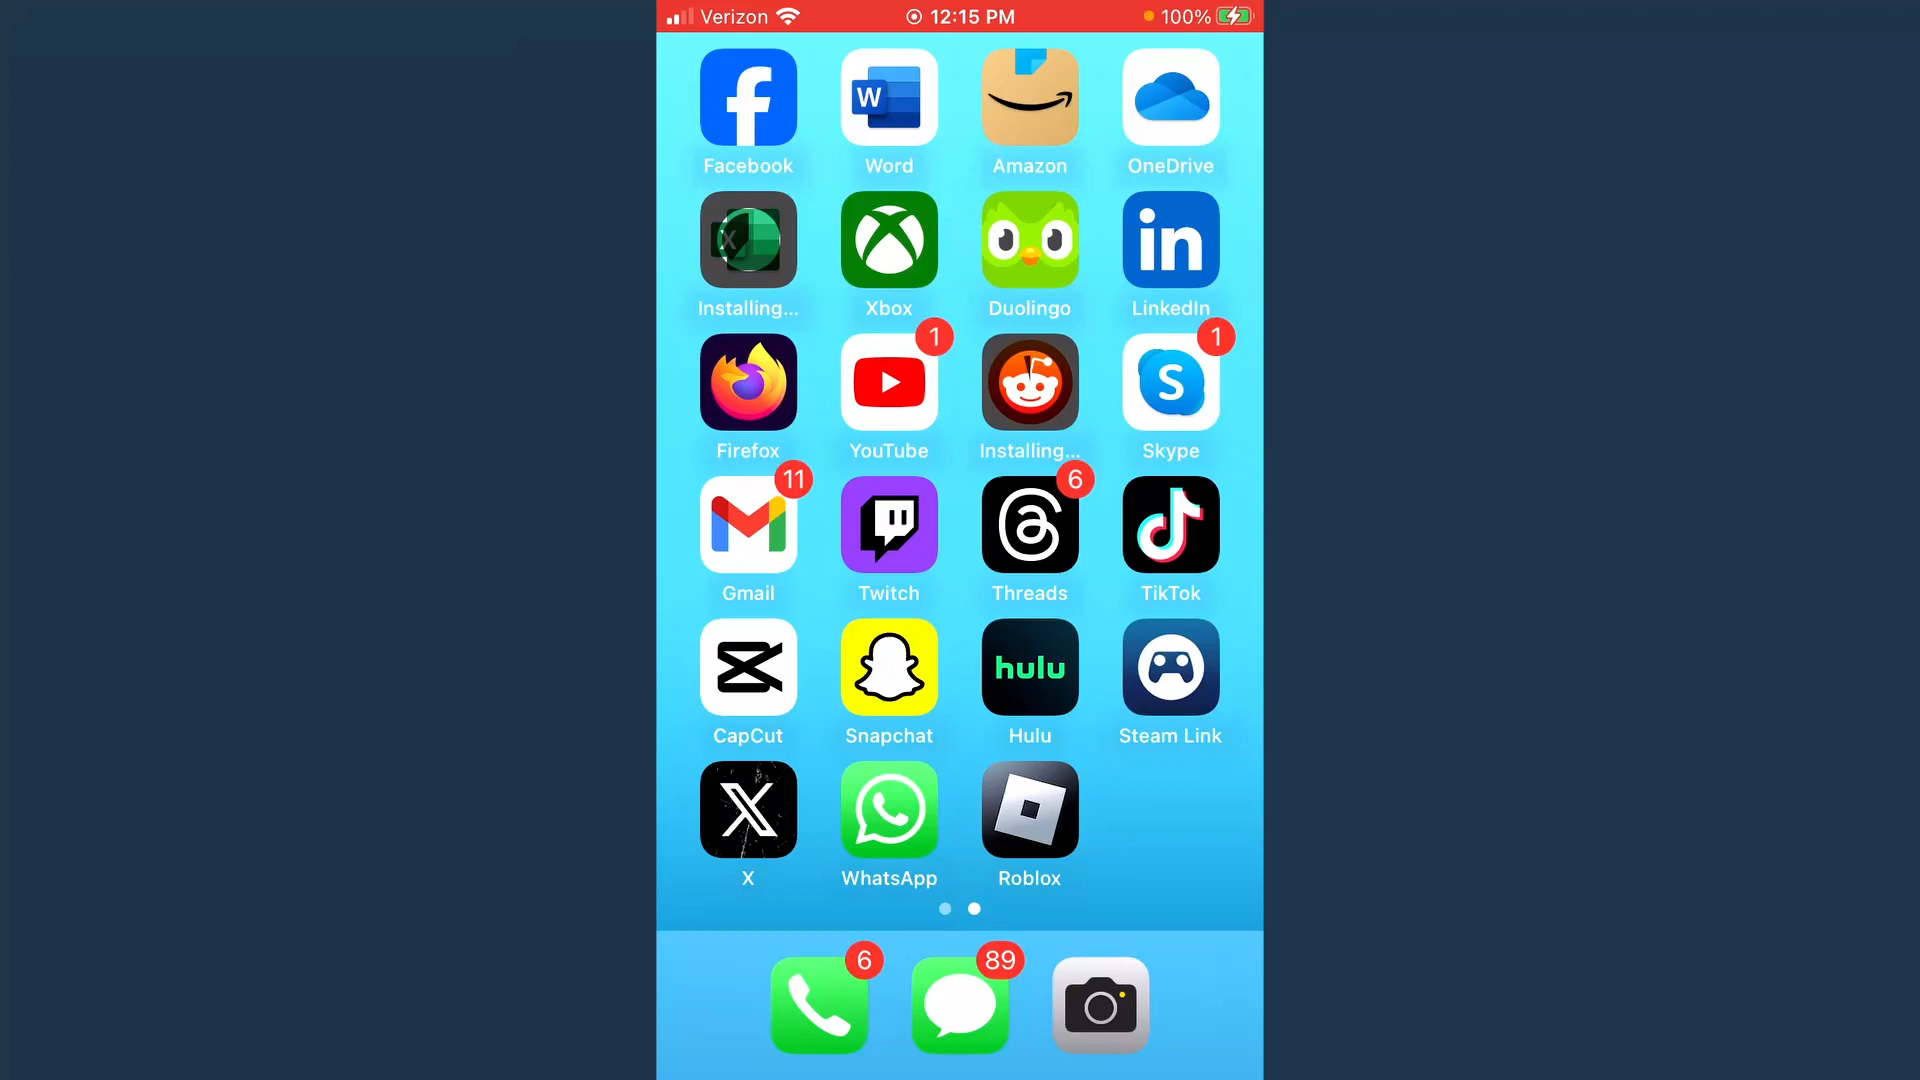 Verizon 12:15 PM 100%
Facebook Word Amazon OneDrive
Installing... Xbox Duolingo LinkedIn
1 1
Firefox YouTube Installing... Skype
11 6
Gmail Twitch Threads TikTok
hulu
CapCut Snapchat Hulu Steam Link
X WhatsApp Roblox
6 89